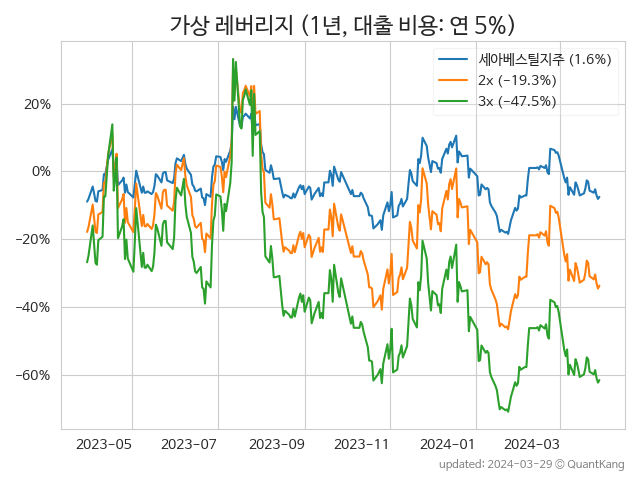 가상 레버리지 (1년, 대출 비용: 연 5%)
세아베스틸지주 (1.6%)
2x (−19.3%)
3x (−47.5%)
20%
0%
−20%
−40%
−60%
2023-05 2023-07 2023-09 2023-11 2024-01 2024-03
updated: 2024-03-29 © QuantKang